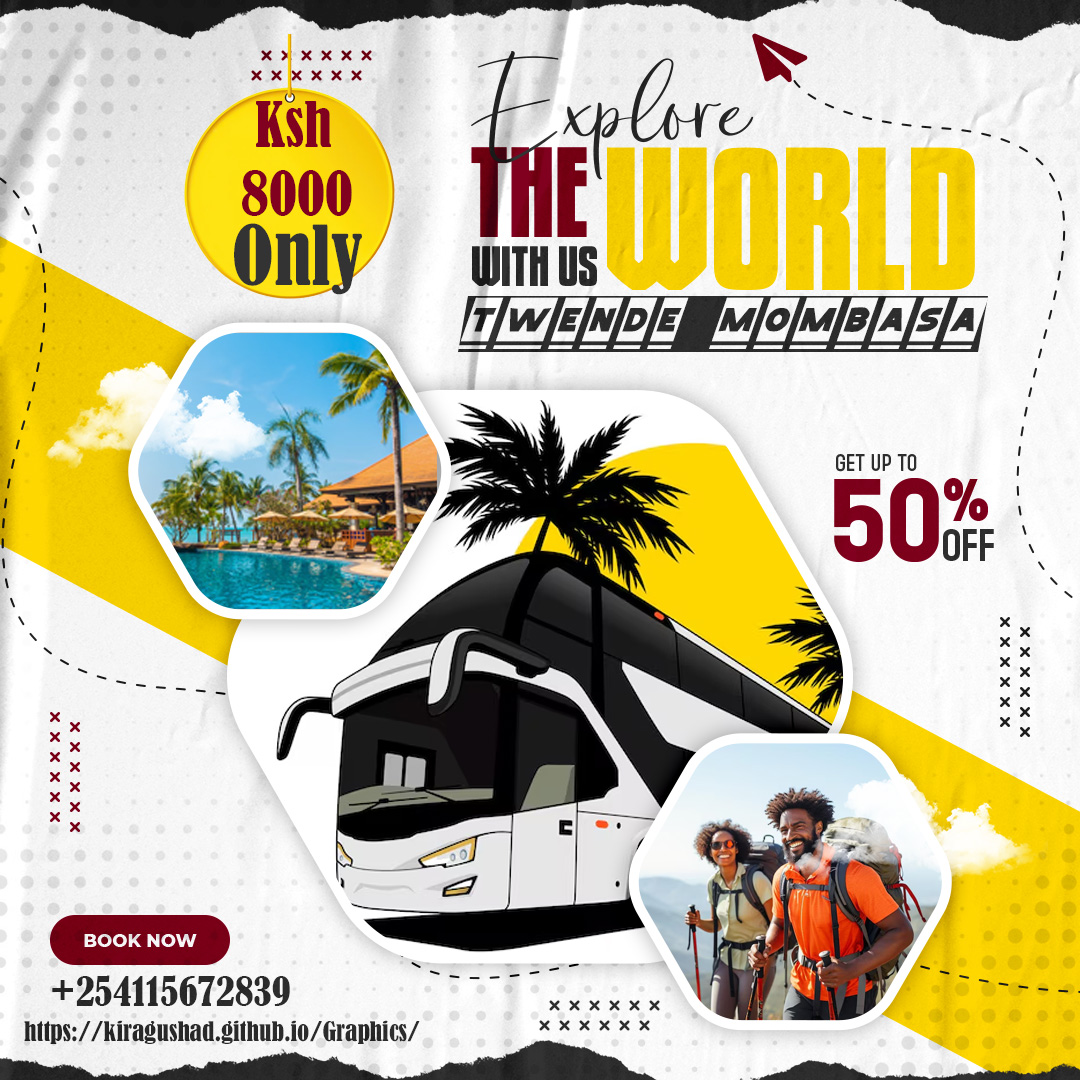 Ksh
8000
Only
Explore
THE WORLD
WITH US
TWENDE MOMBASA
GET UP TO
50%
OFF
BOOK NOW
+254115672839
https://kiragushad.github.io/Graphics/